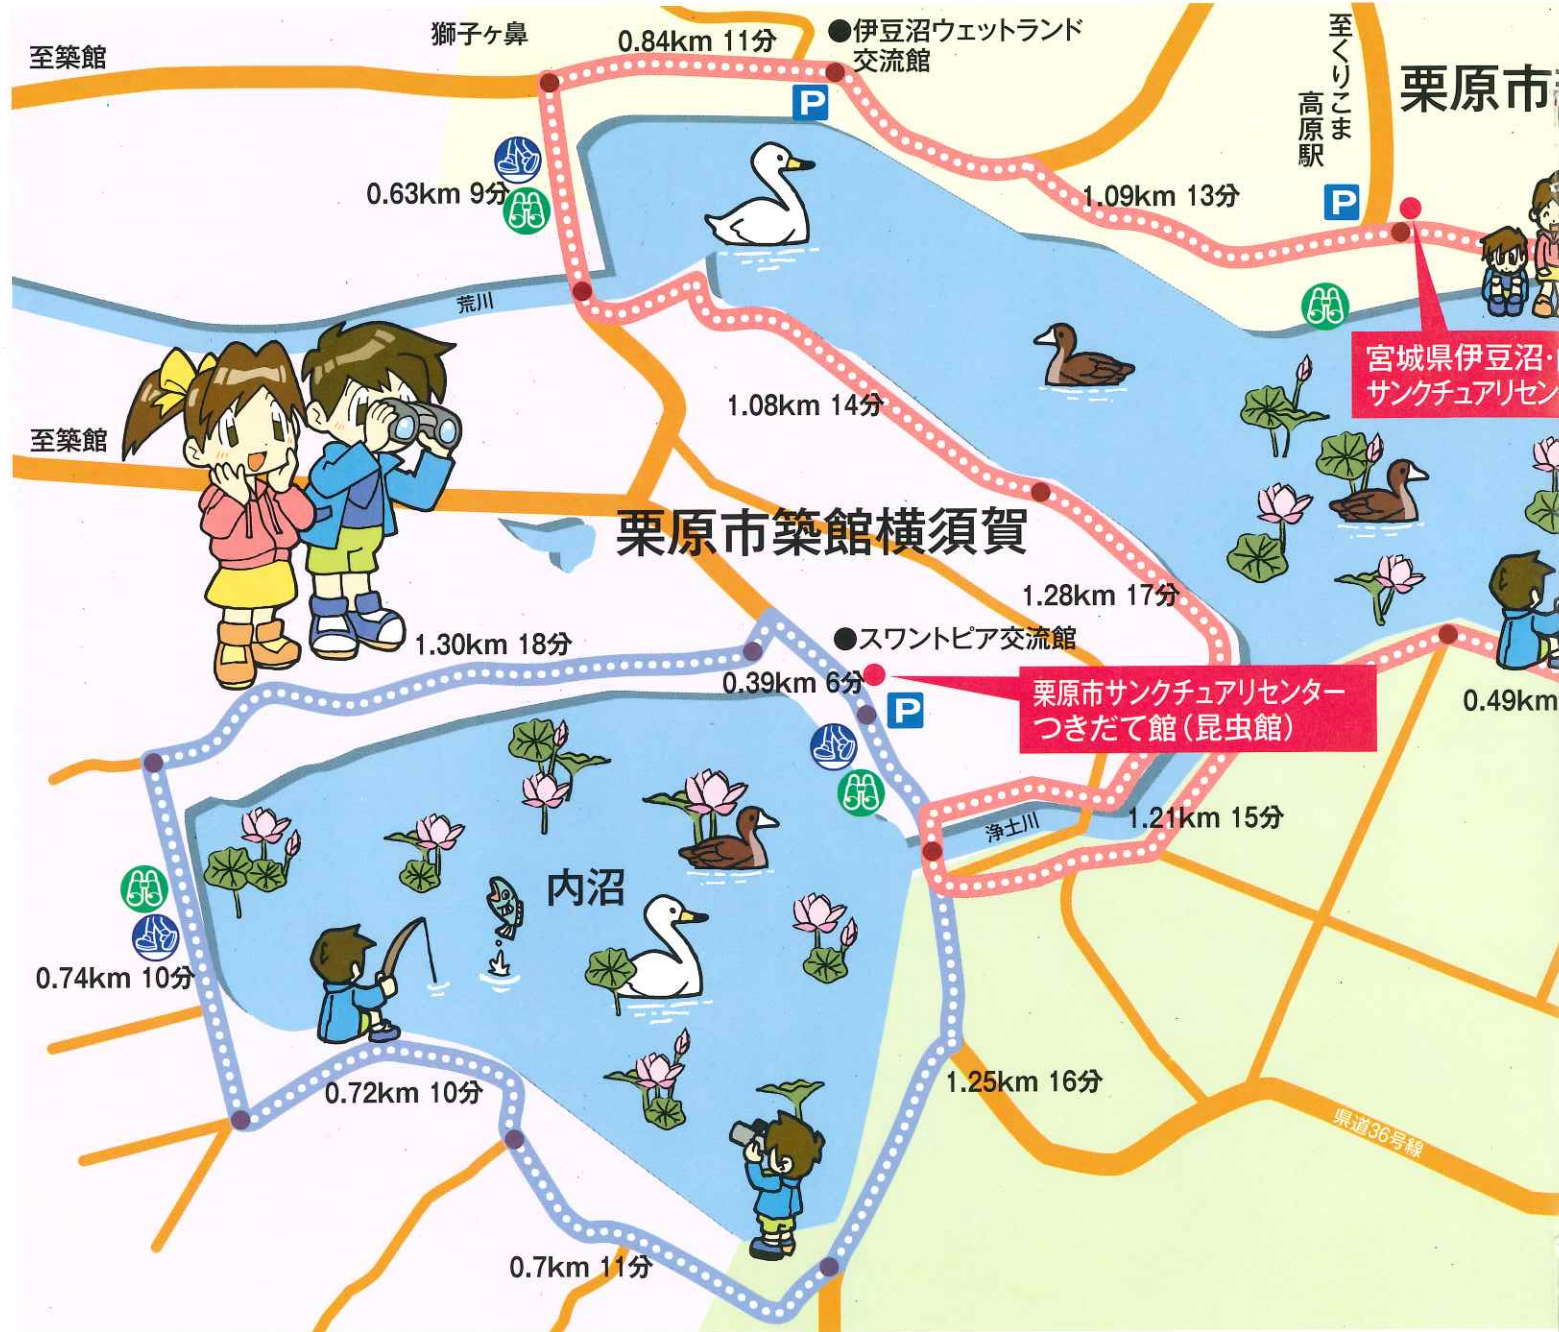 獅子ヶ鼻
0.84km 11分
●伊豆沼ウェットランド
交流館
至くりこま
高原駅
栗原市
至築館
P
0.63km 9分
1.09km 13分
P
荒川
宮城県伊豆沼・
サンクチュアリセン
1.08km 14分
至築館
栗原市築館横須賀
1.28km 17分
1.30km 18分
●スワントピア交流館
0.39km 6分
P
栗原市サンクチュアリセンター
つきだて館(昆虫館)
0.49km
浄土川
1.21km 15分
内沼
0.74km 10分
0.72km 10分
1.25km 16分
県道36号線
0.7km 11分